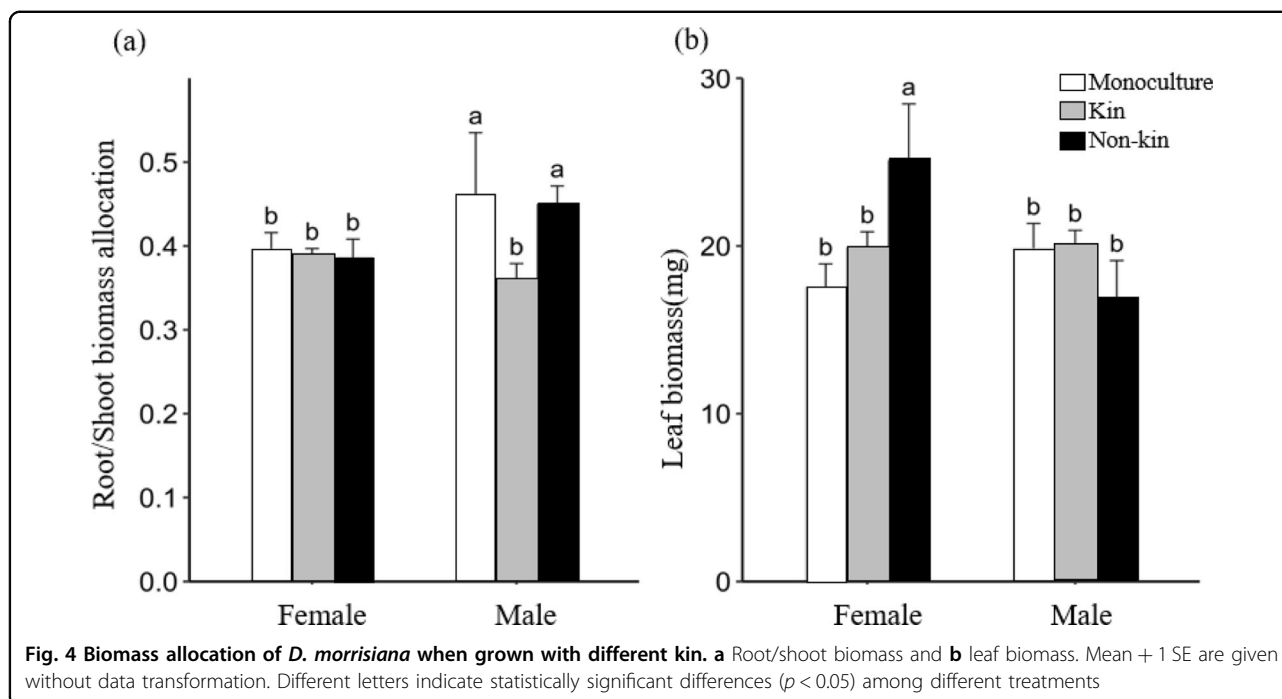 (a)
Root/Shoot biomass allocation
0.5
0.4
0.3
0.2
0.1
0.0
b
b
b
a
b
a
Female
Male
(b)
Leaf biomass(mg)
30
20
10
0
b
b
a
b
b
b
Female
Male
Monoculture
Kin
Non-kin
Fig. 4 Biomass allocation of D. morrisiana when grown with different kin. a Root/shoot biomass and b leaf biomass. Mean + 1 SE are given
without data transformation. Different letters indicate statistically significant differences (p < 0.05) among different treatments